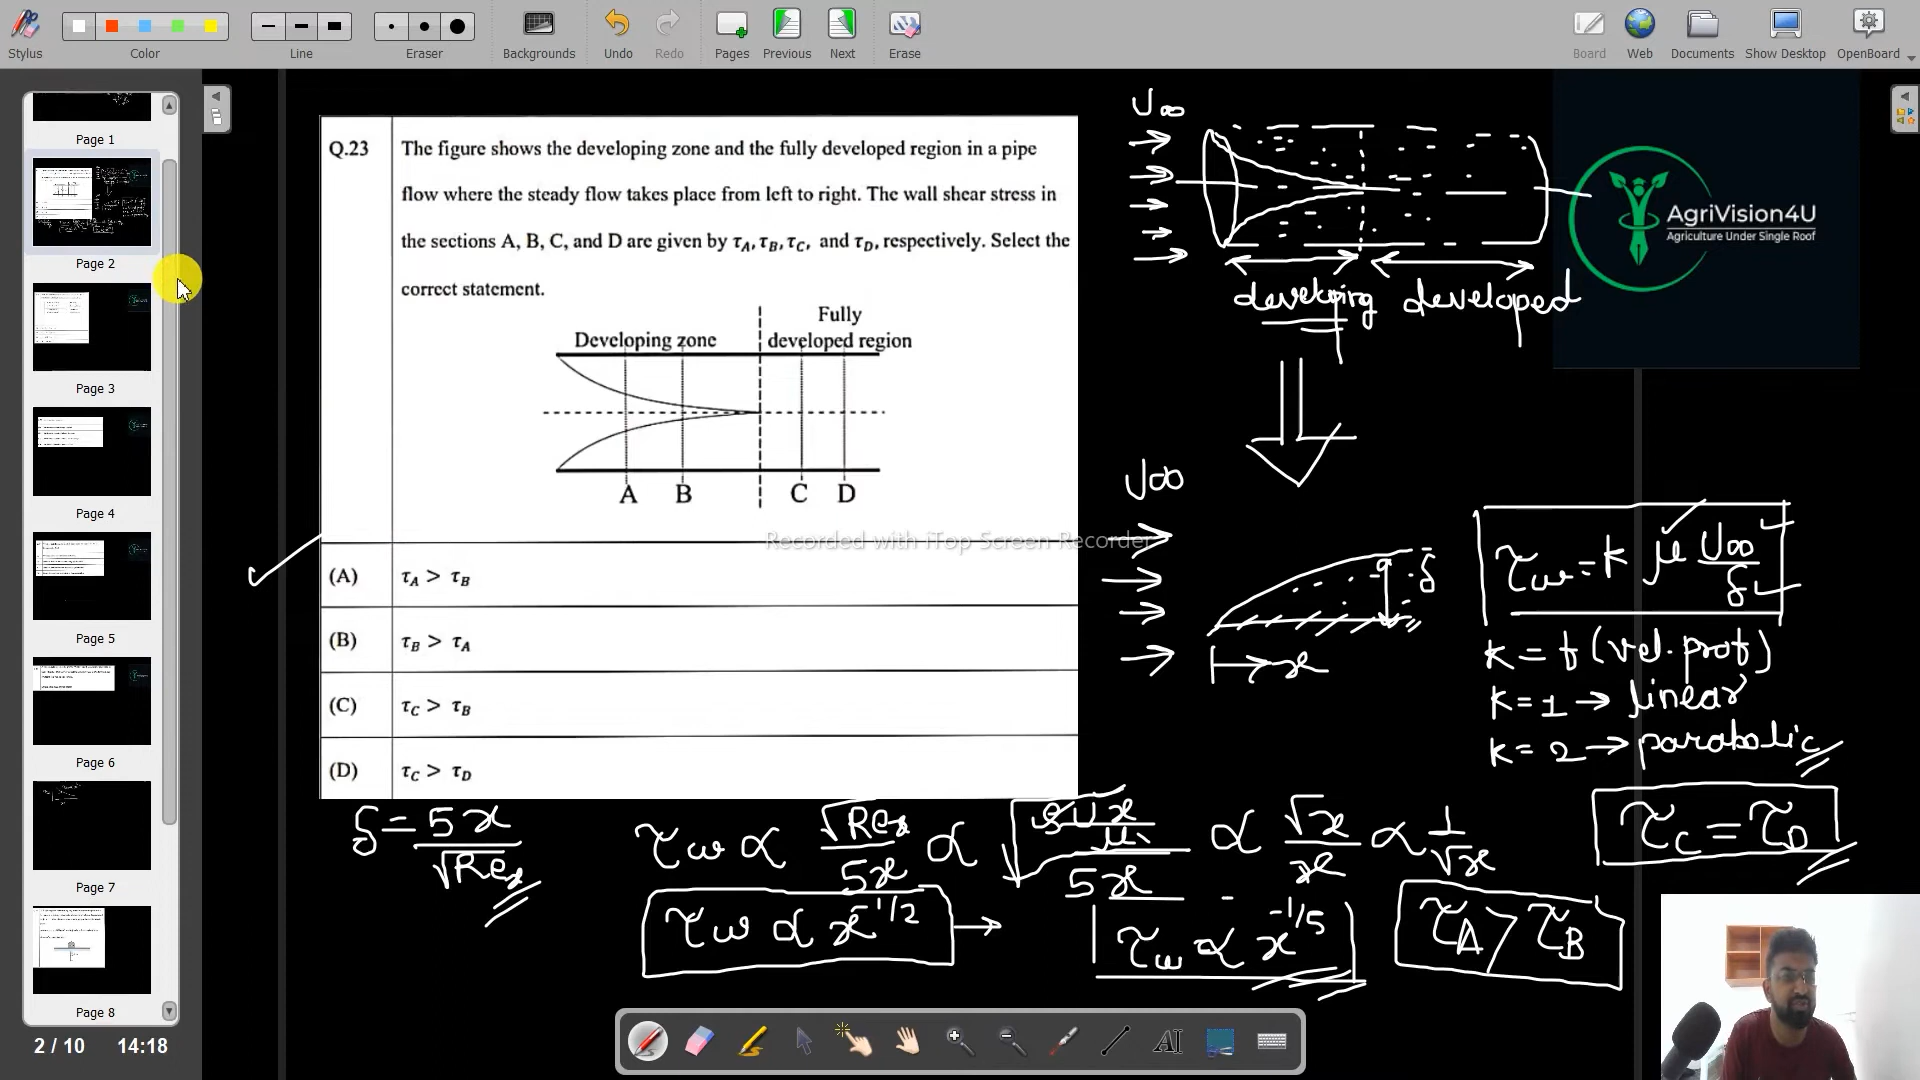 Stylus
Color
Line
Eraser
Backgrounds
Undo
Redo
Pages
Previous
Next
Erase
Board
Web
Documents
Show Desktop
OpenBoard
Page 1
Page 2
Page 3
Page 4
Page 5
Page 6
Page 7
Page 8
2 / 10
14:18
Q.23
The figure shows the developing zone and the fully developed region in a pipe
flow where the steady flow takes place from left to right. The wall shear stress in
the sections A, B, C, and D are given by τA, τB, τC, and τD, respectively. Select the
correct statement.
Developing zone
Fully
developed region
A
B
C
D
Recorded with iTop Screen Recorder
(A) τA > τB
(B) τB > τA
(C) τC > τB
(D) τC > τD
U∞
developing
developed
AgriVision4U
Agriculture Under Single Roof
U∞
δ
x
τw = K μ U∞/δ
K = f (vel. prof)
K = 1 → linear
K = 2 → parabolic
τC = τD
δ = 5x/√Rex
τw ∝ √Rex/5x ∝ √(ρUx/μ)/5x ∝ √x/x ∝ 1/√x
τw ∝ x^-1/2 →
τw ∝ x^-1/5
τA > τB